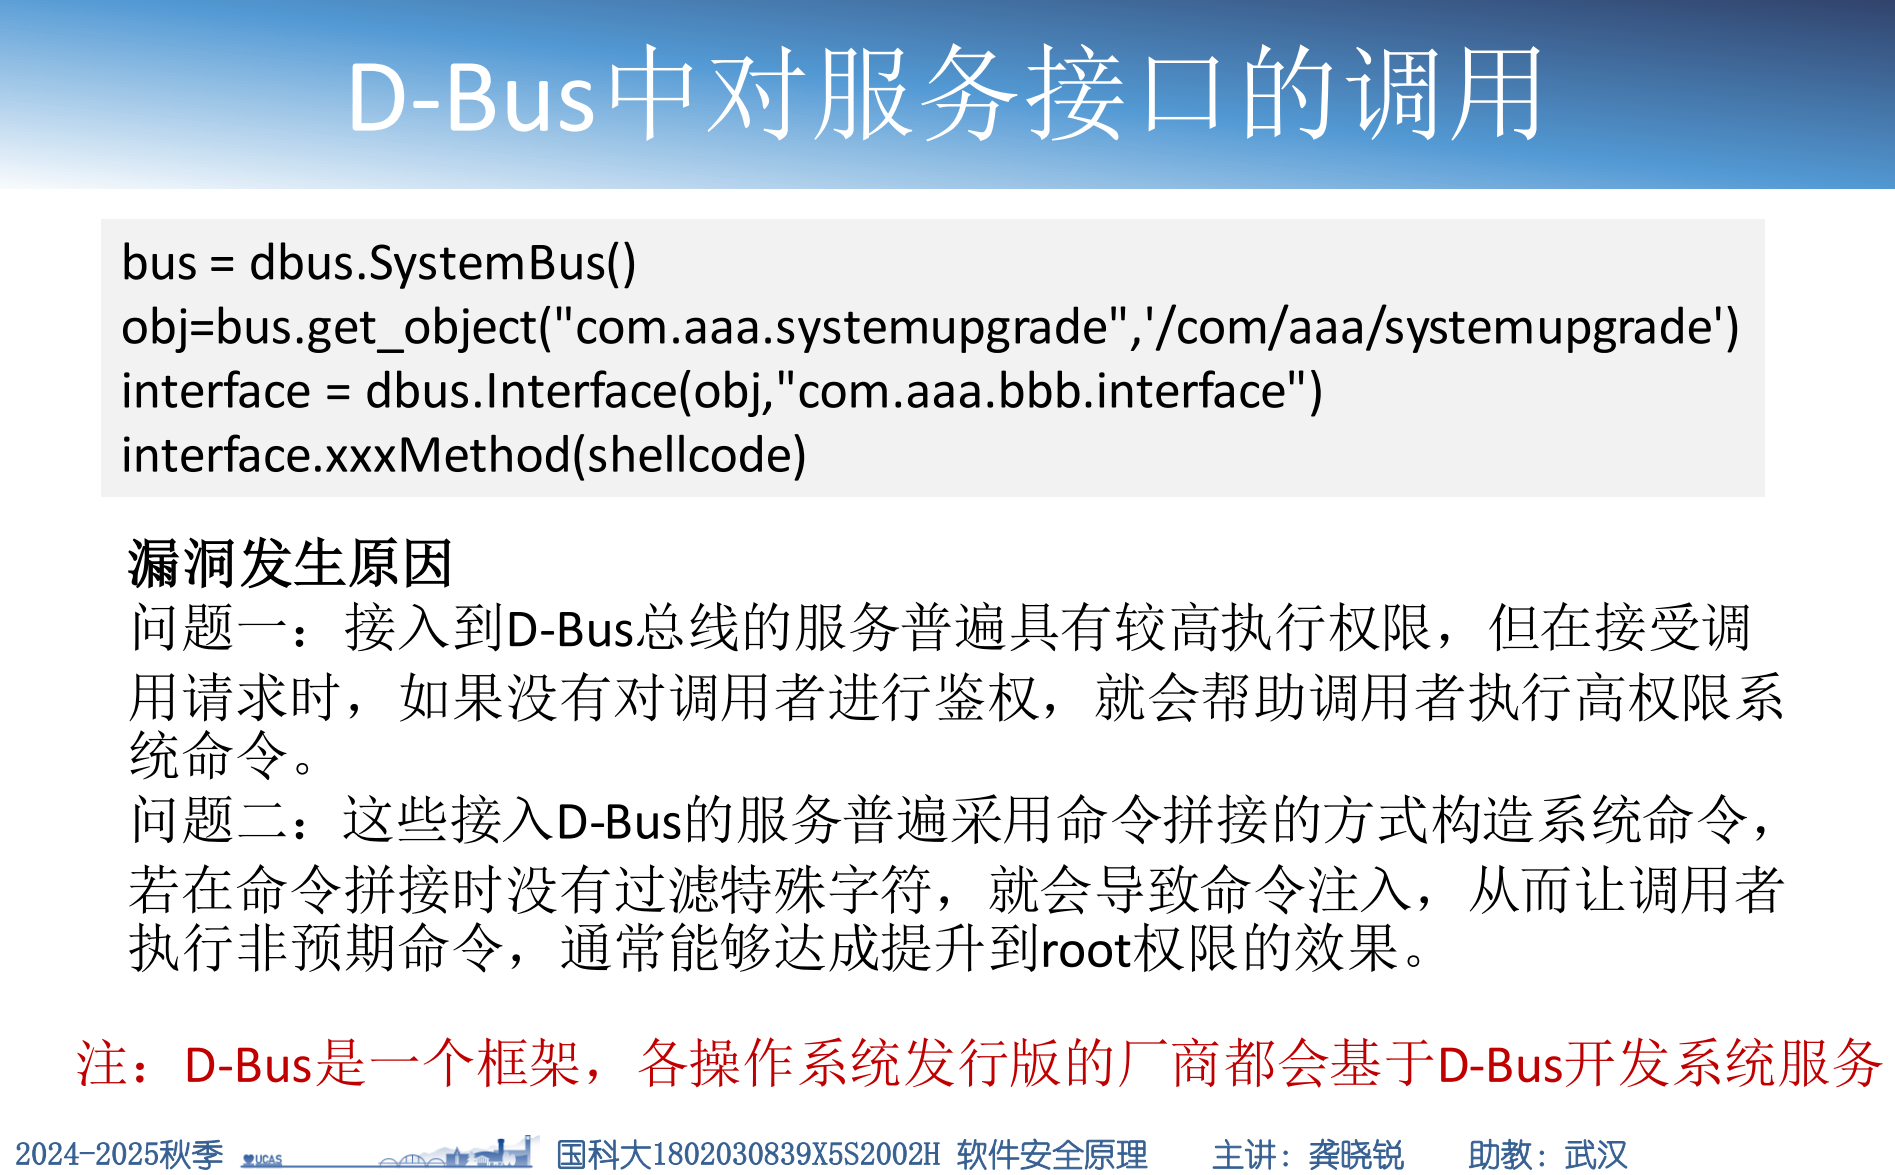 D-Bus中对服务接口的调用
bus = dbus.SystemBus()
obj=bus.get_object("com.aaa.systemupgrade",'/com/aaa/systemupgrade')
interface = dbus.Interface(obj,"com.aaa.bbb.interface")
interface.xxxMethod(shellcode)
漏洞发生原因
问题一：接入到D-Bus总线的服务普遍具有较高执行权限，但在接受调
用请求时，如果没有对调用者进行鉴权，就会帮助调用者执行高权限系
统命令。
问题二：这些接入D-Bus的服务普遍采用命令拼接的方式构造系统命令，
若在命令拼接时没有过滤特殊字符，就会导致命令注入，从而让调用者
执行非预期命令，通常能够达成提升到root权限的效果。
注：D-Bus是一个框架，各操作系统发行版的厂商都会基于D-Bus开发系统服务
2024-2025秋季 UCAS 国科大1802030839X5S2002H 软件安全原理 主讲：龚晓锐 助教：武汉